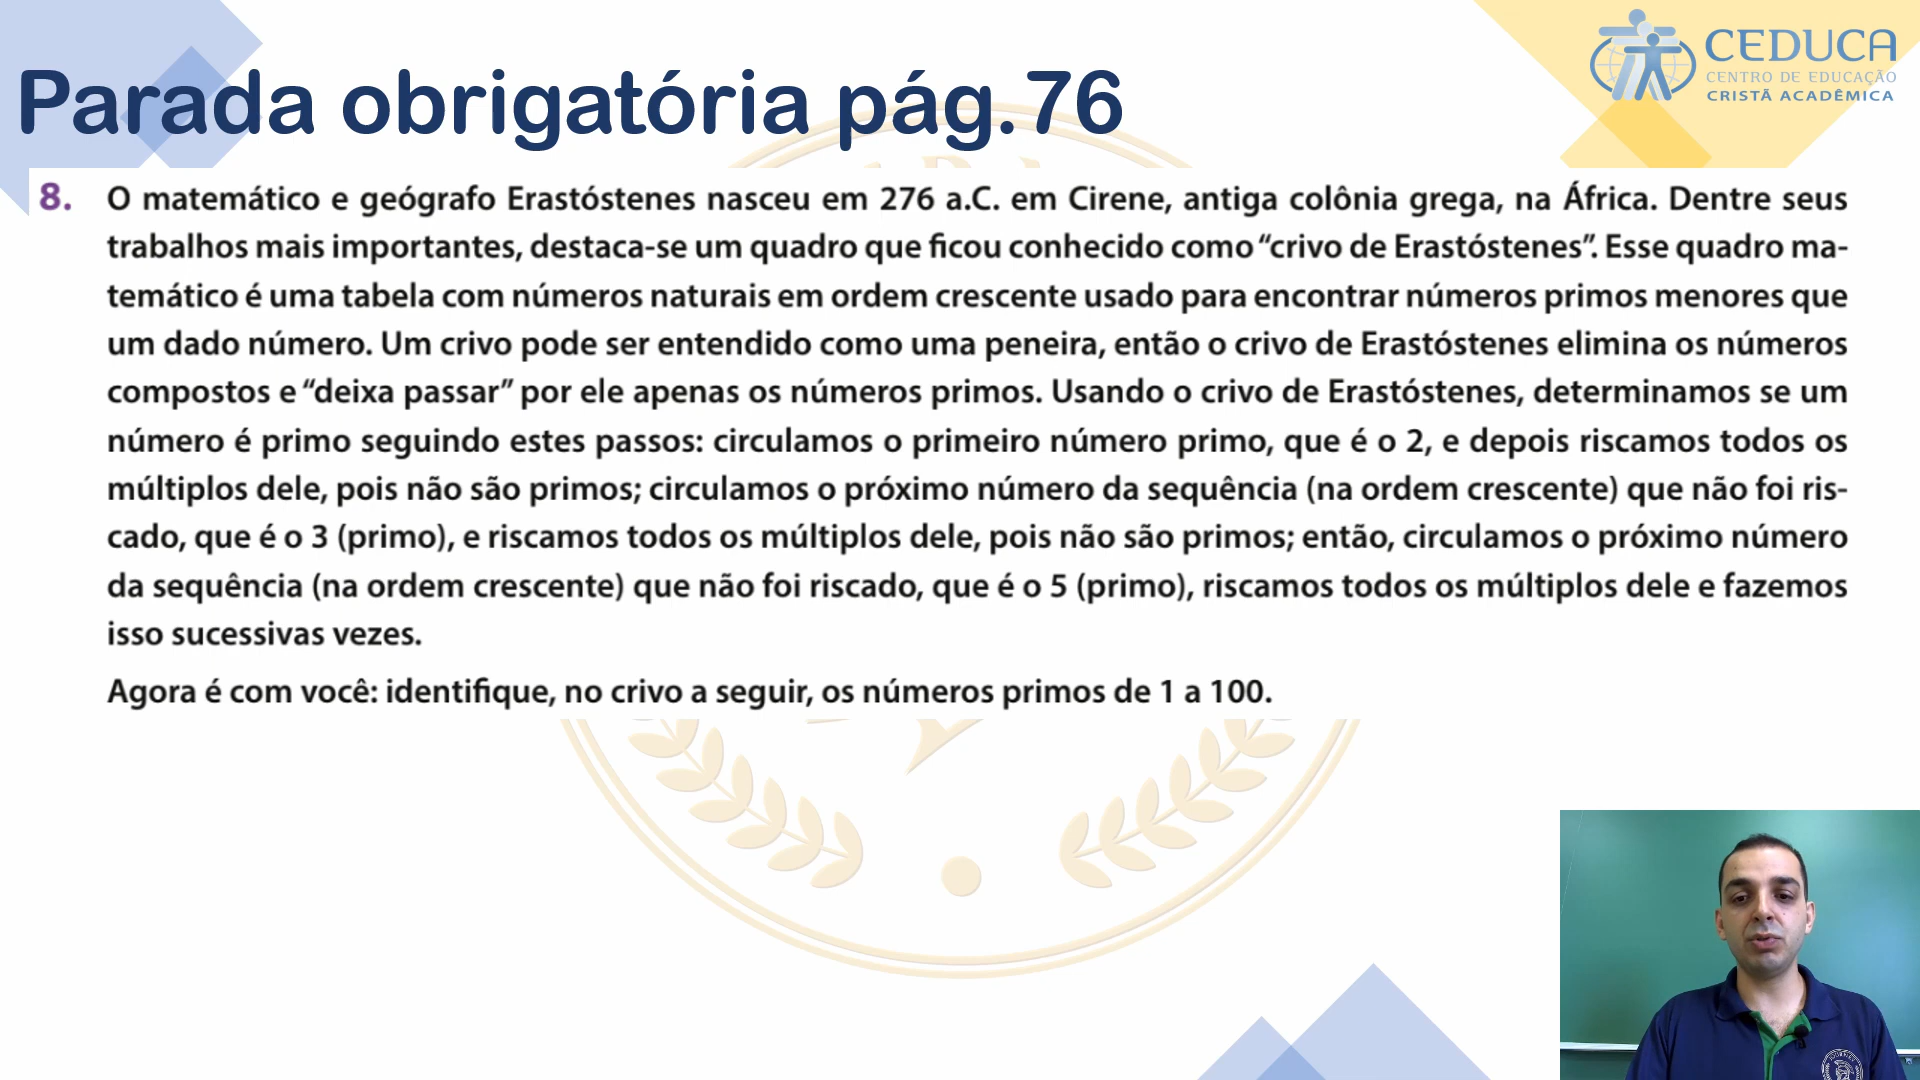 Parada obrigatória pág.76
CEDUCA
CENTRO DE EDUCAÇÃO
CRISTÃ ACADÊMICA
8. O matemático e geógrafo Erastóstenes nasceu em 276 a.C. em Cirene, antiga colônia grega, na África. Dentre seus
trabalhos mais importantes, destaca-se um quadro que ficou conhecido como “crivo de Erastóstenes”. Esse quadro ma-
temático é uma tabela com números naturais em ordem crescente usado para encontrar números primos menores que
um dado número. Um crivo pode ser entendido como uma peneira, então o crivo de Erastóstenes elimina os números
compostos e “deixa passar” por ele apenas os números primos. Usando o crivo de Erastóstenes, determinamos se um
número é primo seguindo estes passos: circulamos o primeiro número primo, que é o 2, e depois riscamos todos os
múltiplos dele, pois não são primos; circulamos o próximo número da sequência (na ordem crescente) que não foi ris-
cado, que é o 3 (primo), e riscamos todos os múltiplos dele, pois não são primos; então, circulamos o próximo número
da sequência (na ordem crescente) que não foi riscado, que é o 5 (primo), riscamos todos os múltiplos dele e fazemos
isso sucessivas vezes.
Agora é com você: identifique, no crivo a seguir, os números primos de 1 a 100.